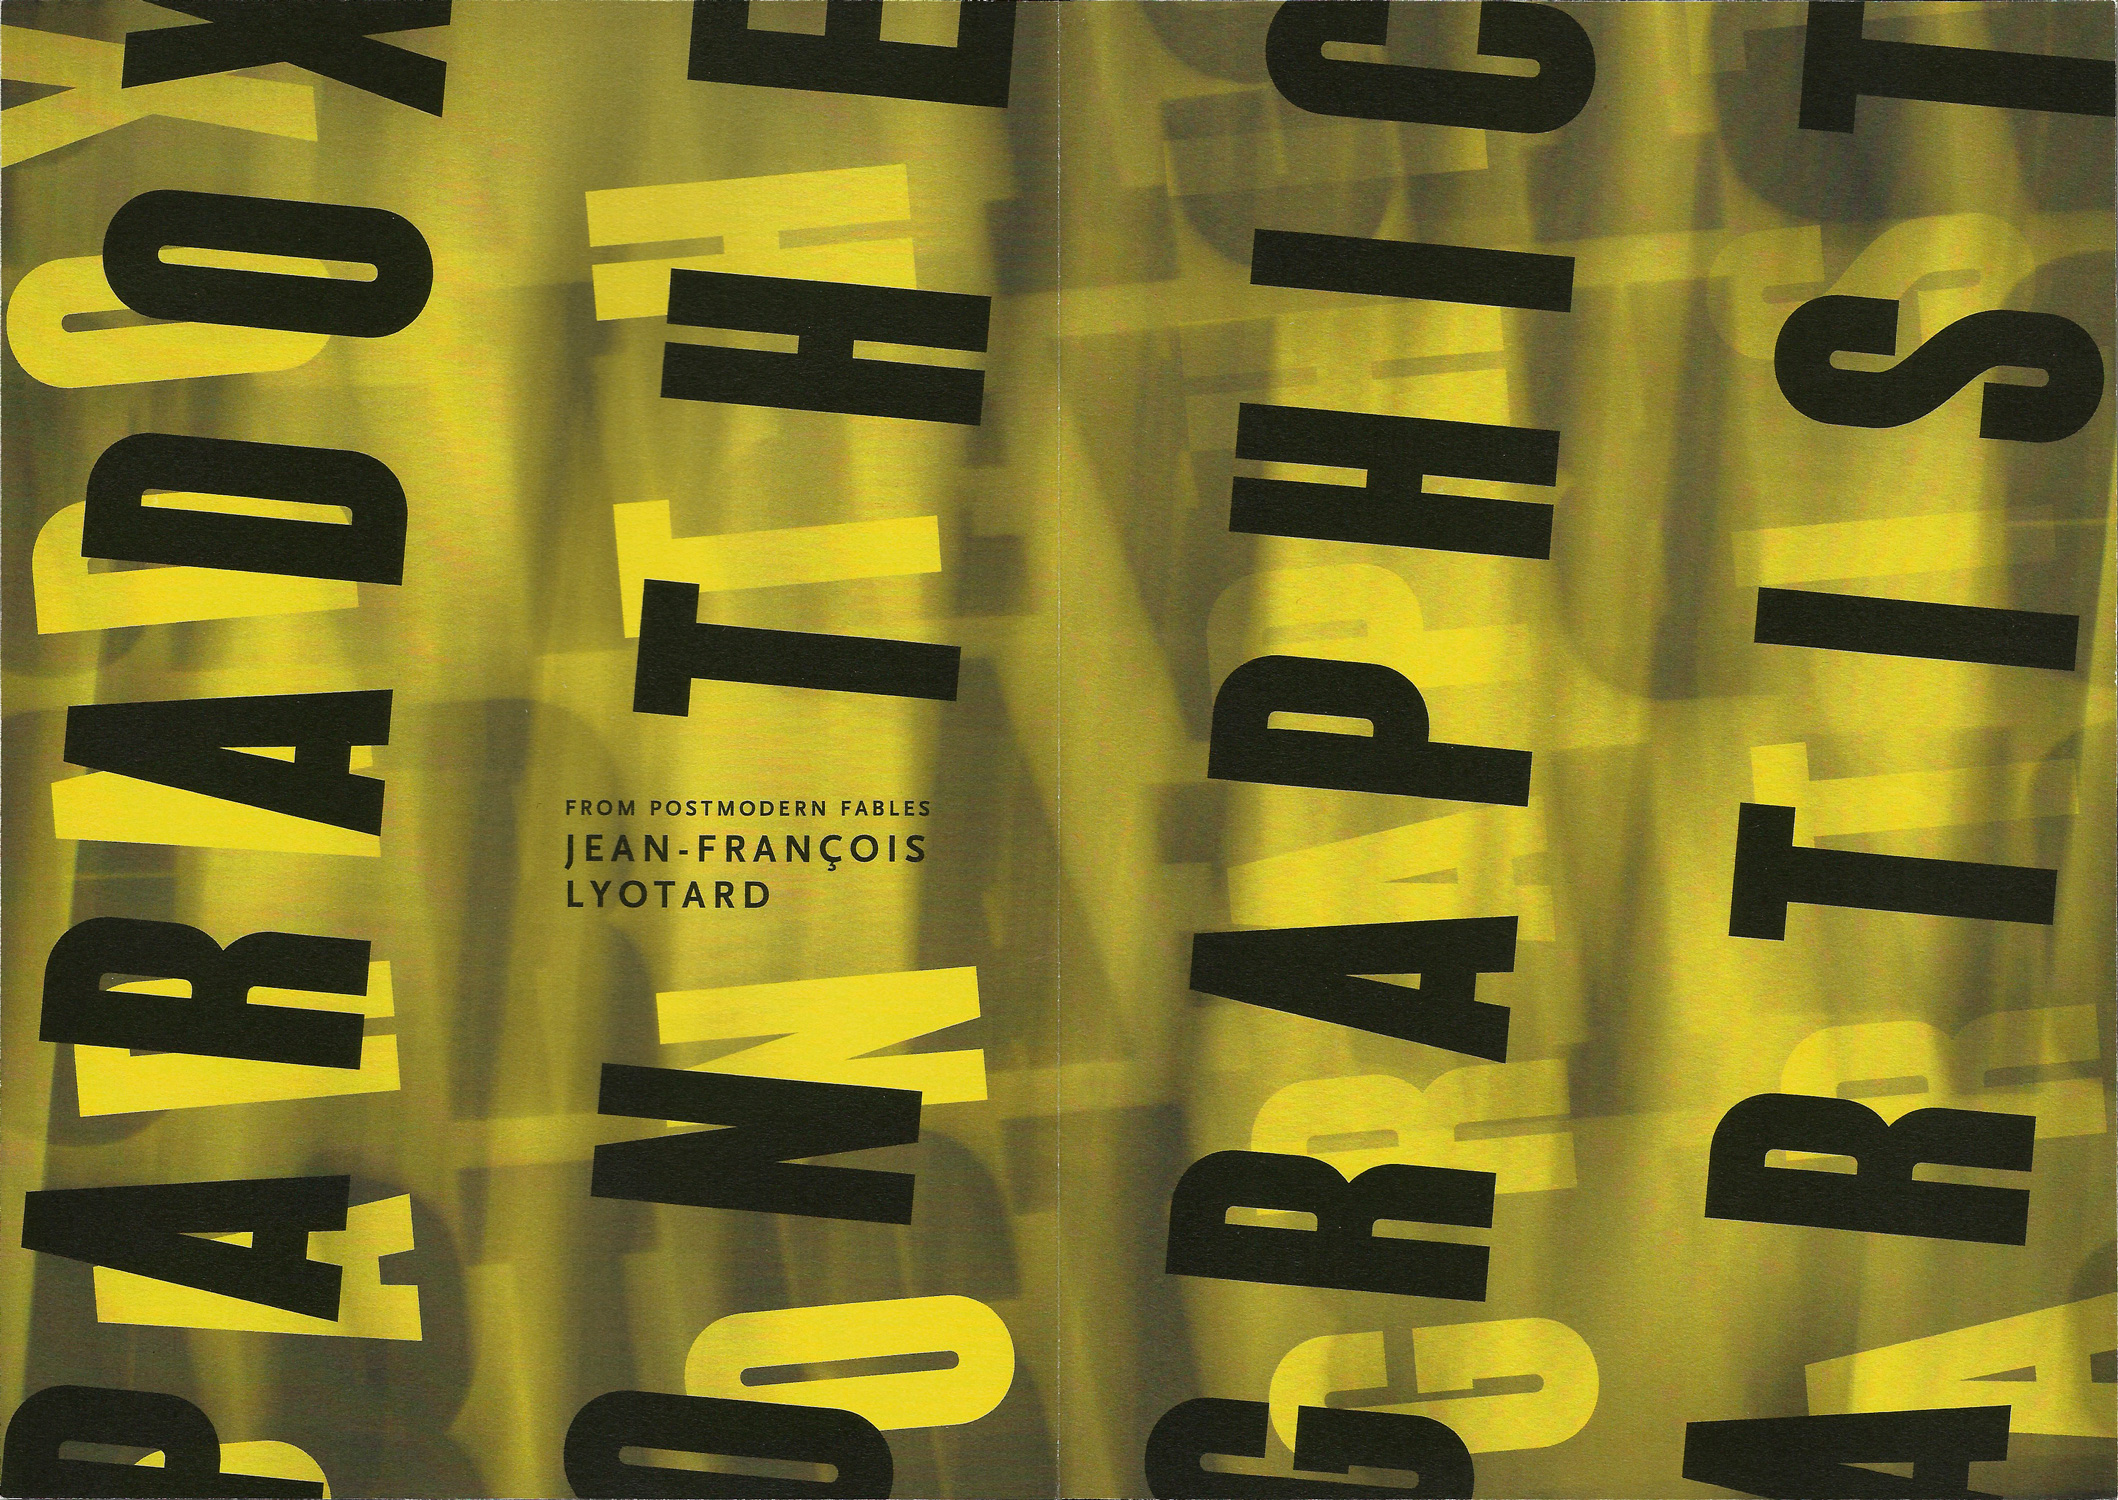 PARADOX
ON THE
GRAPHIC
ARTIST
FROM POSTMODERN FABLES
JEAN-FRANÇOIS
LYOTARD